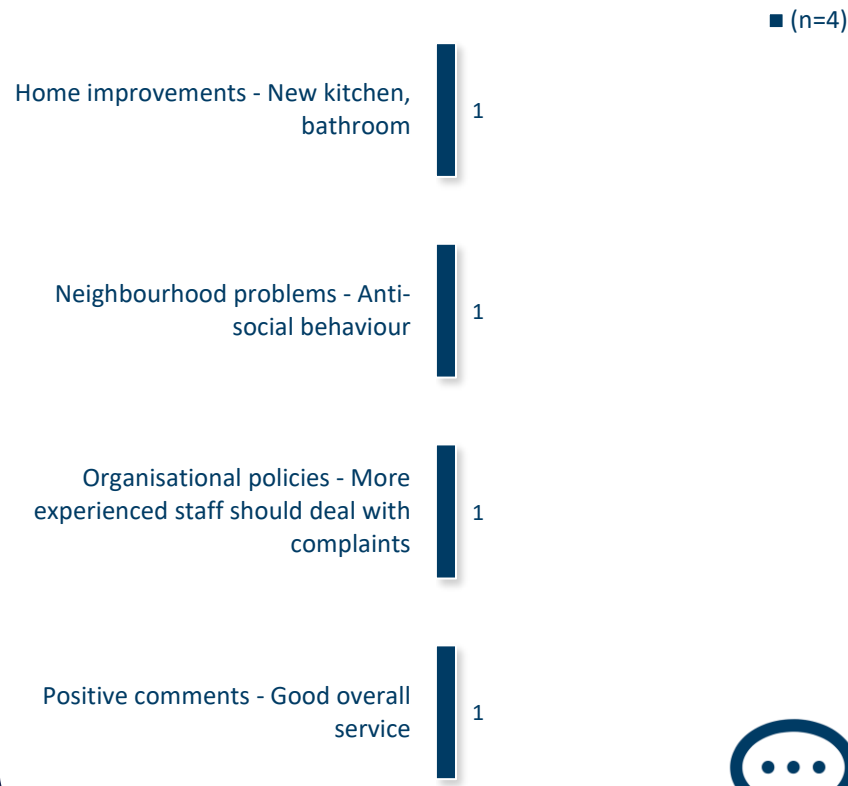 (n=4)
Home improvements - New kitchen,
bathroom
1
Neighbourhood problems - Anti-
social behaviour
1
Organisational policies - More
experienced staff should deal with
complaints
1
Positive comments - Good overall
service
1